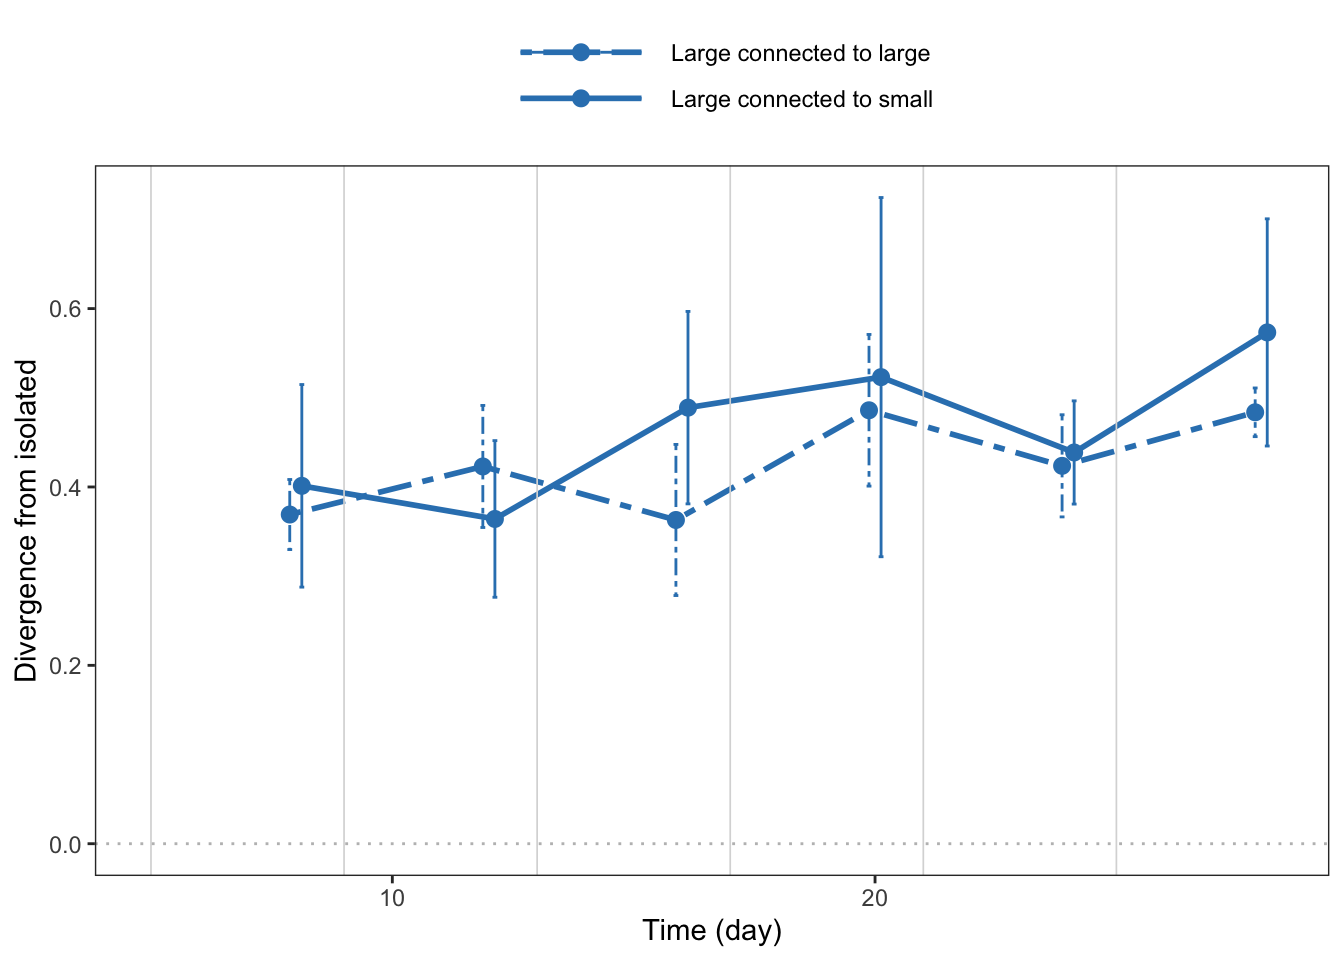 Large connected to large
Large connected to small
Divergence from isolated
0.6
0.4
0.2
0.0
10
20
Time (day)